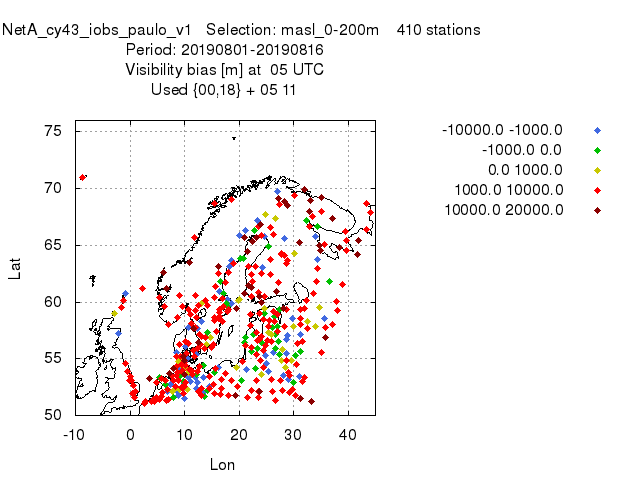 NetA_cy43_iobs_paulo_v1 Selection: masl_0-200m 410 stations
Period: 20190801-20190816
Visibility bias [m] at 05 UTC
Used {00,18} + 05 11
-10000.0 -1000.0
-1000.0 0.0
0.0 1000.0
1000.0 10000.0
10000.0 20000.0
75
70
65
60
55
50
Lat
-10 0 10 20 30 40
Lon